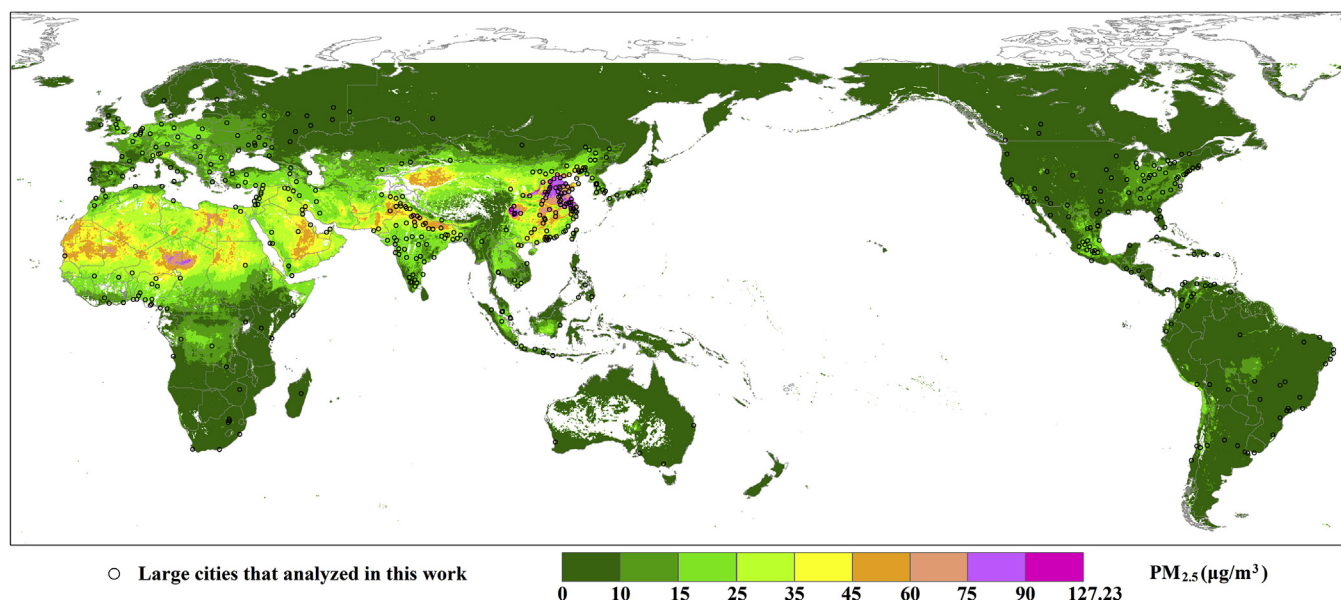 Large cities that analyzed in this work
PM2.5 (μg/m³)
0 10 15 25 35 45 60 75 90 127.23